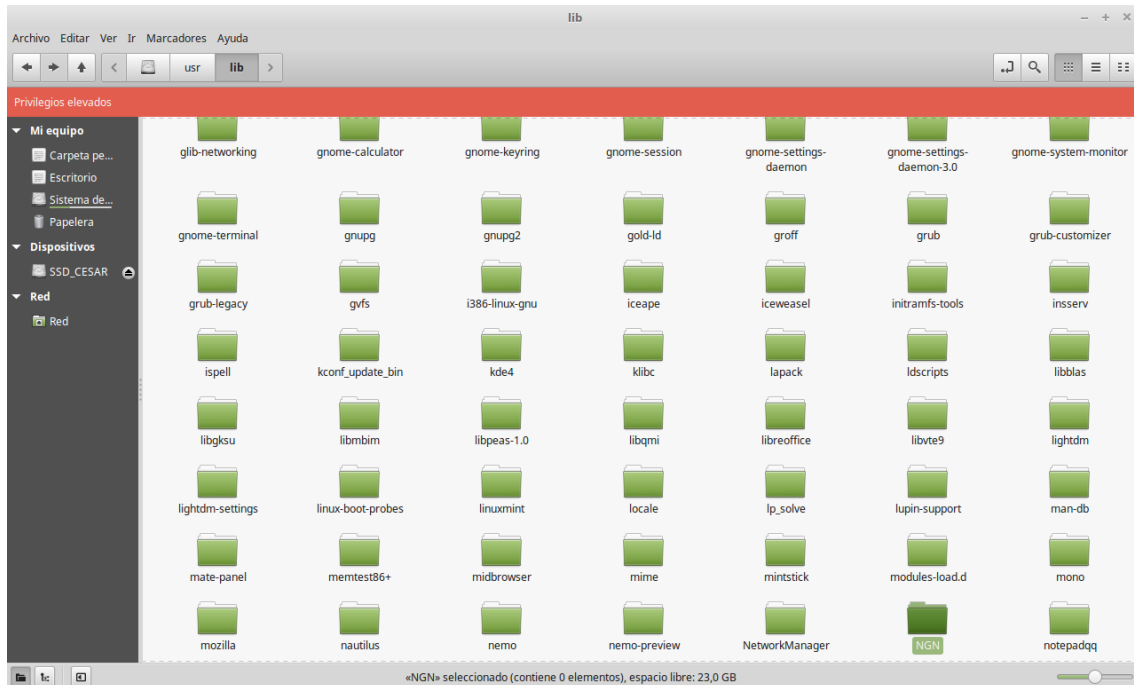 lib
Archivo Editar Ver Ir Marcadores Ayuda
usr lib
Privilegios elevados
Mi equipo
Carpeta pe...
Escritorio
Sistema de...
Papelera
Dispositivos
SSD_CESAR
Red
Red
glib-networking gnome-calculator gnome-keyring gnome-session gnome-settings-daemon gnome-settings-daemon-3.0 gnome-system-monitor
gnome-terminal gnupg gnupg2 gold-ld groff grub grub-customizer
grub-legacy gvfs i386-linux-gnu iceape iceweasel initramfs-tools insserv
ispell kconf_update_bin kde4 klibc lapack ldscripts libblas
libgksu libmbim libpeas-1.0 libqmi libreoffice libvte9 lightdm
lightdm-settings linux-boot-probes linuxmint locale lp_solve lupin-support man-db
mate-panel memtest86+ midbrowser mime mintstick modules-load.d mono
mozilla nautilus nemo nemo-preview NetworkManager NGN notepadqq
«NGN» seleccionado (contiene 0 elementos), espacio libre: 23,0 GB